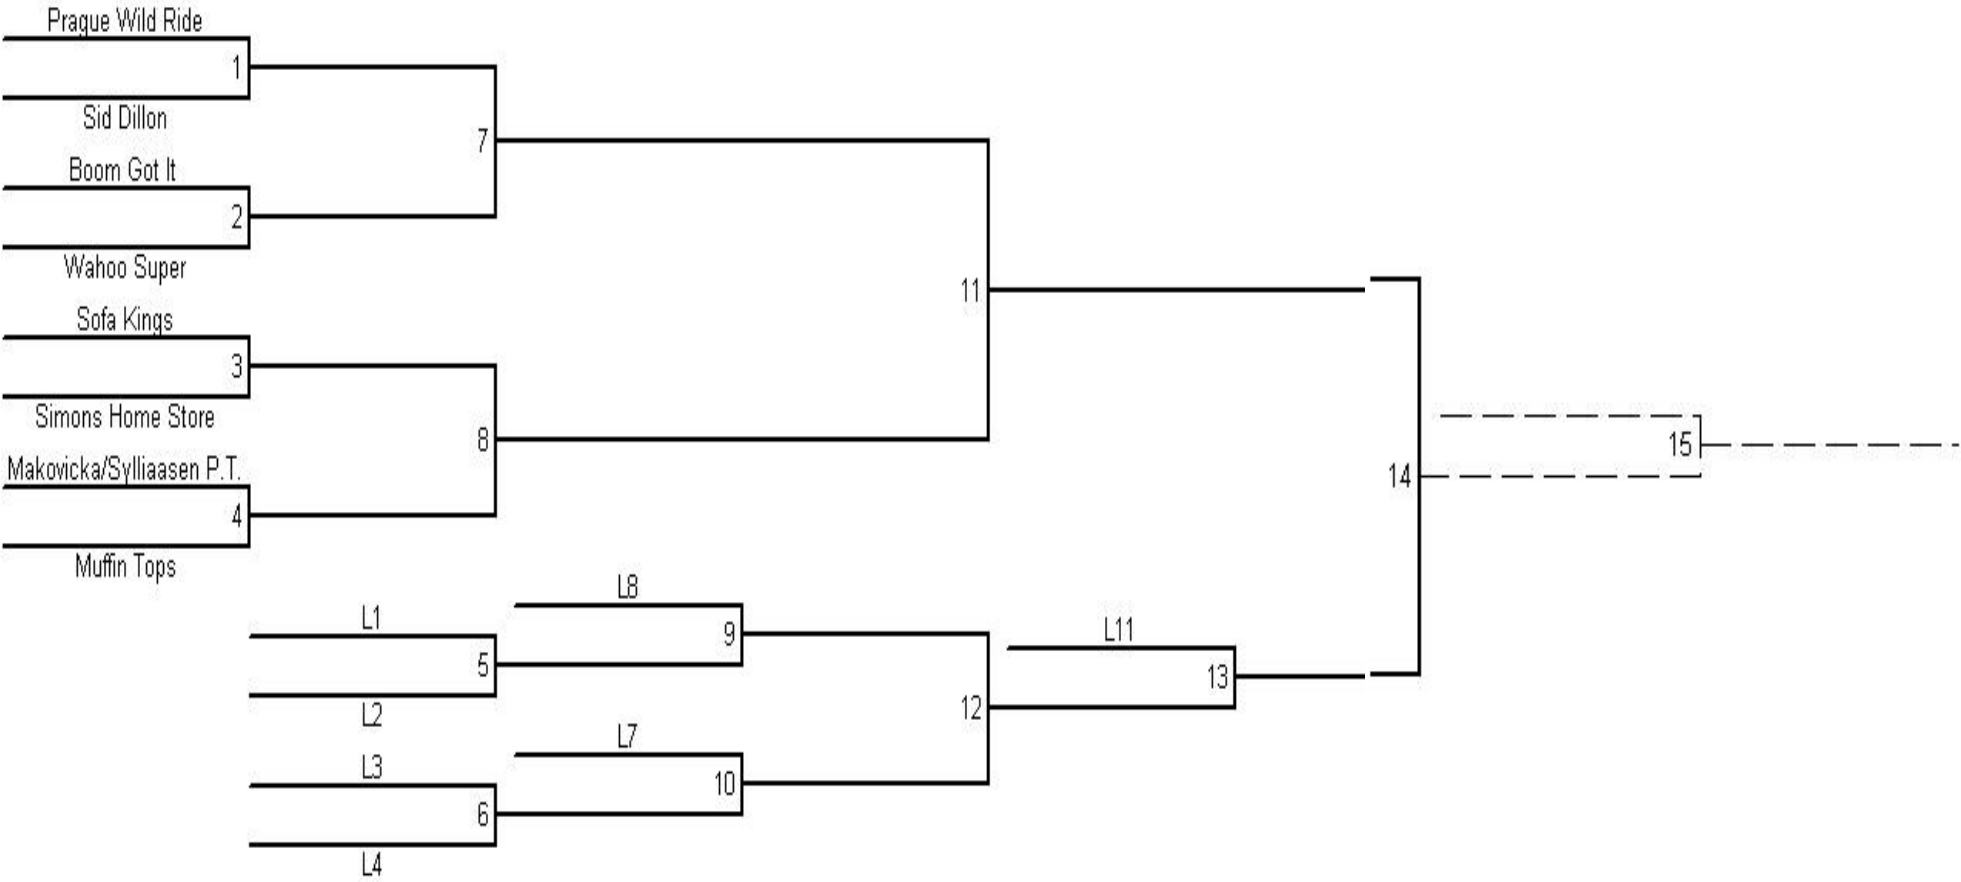 Prague Wild Ride
1
Sid Dillon
7
Boom Got It
2
Wahoo Super
11
Sofa Kings
3
Simons Home Store
8
15
14
Makovicka/Sylliaasen P.T.
4
Muffin Tops
L8
L1
9
L11
5
13
L2
12
L7
L3
10
6
L4